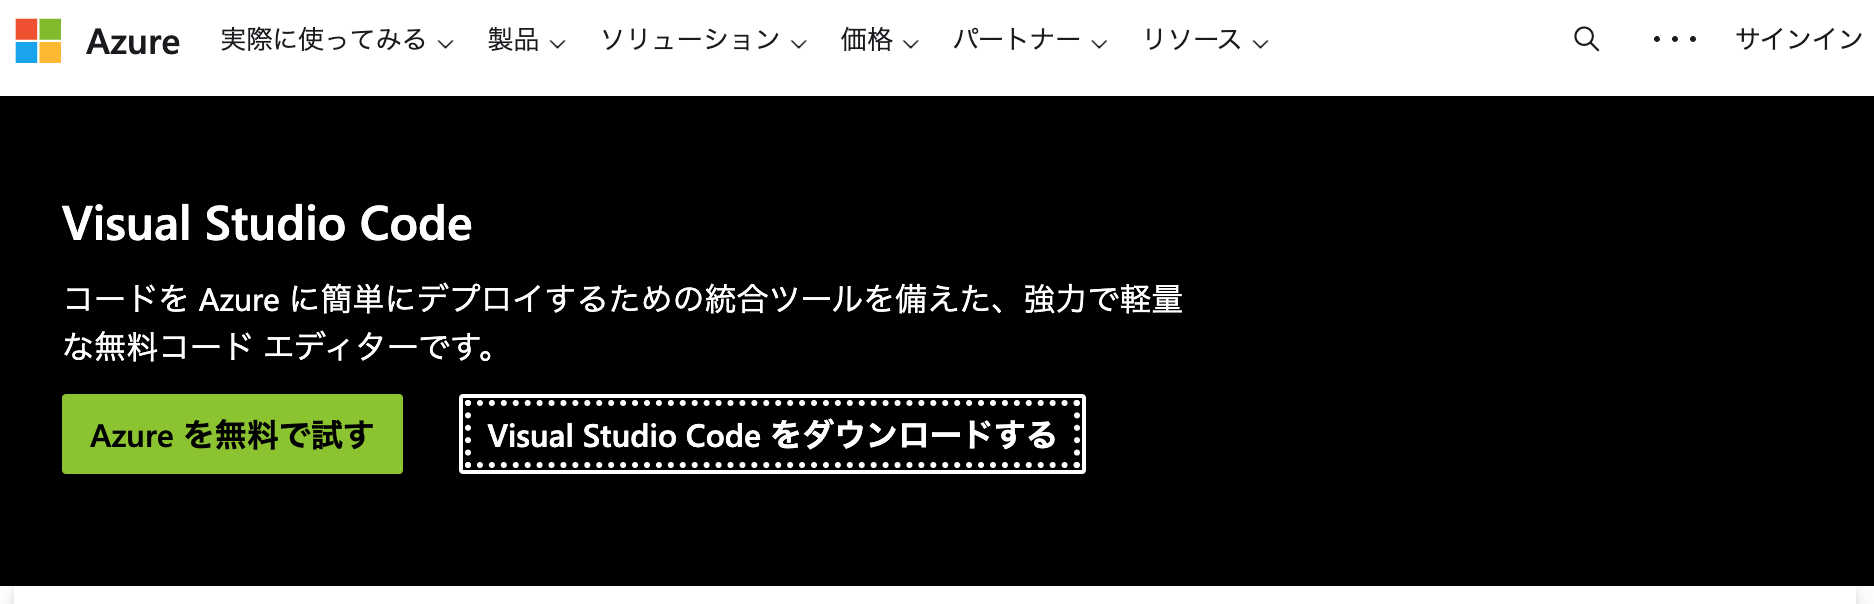 Azure 実際に使ってみる 製品 ソリューション 価格 パートナー リソース サインイン
Visual Studio Code
コードを Azure に簡単にデプロイするための統合ツールを備えた、強力で軽量
な無料コード エディターです。
Azure を無料で試す Visual Studio Code をダウンロードする